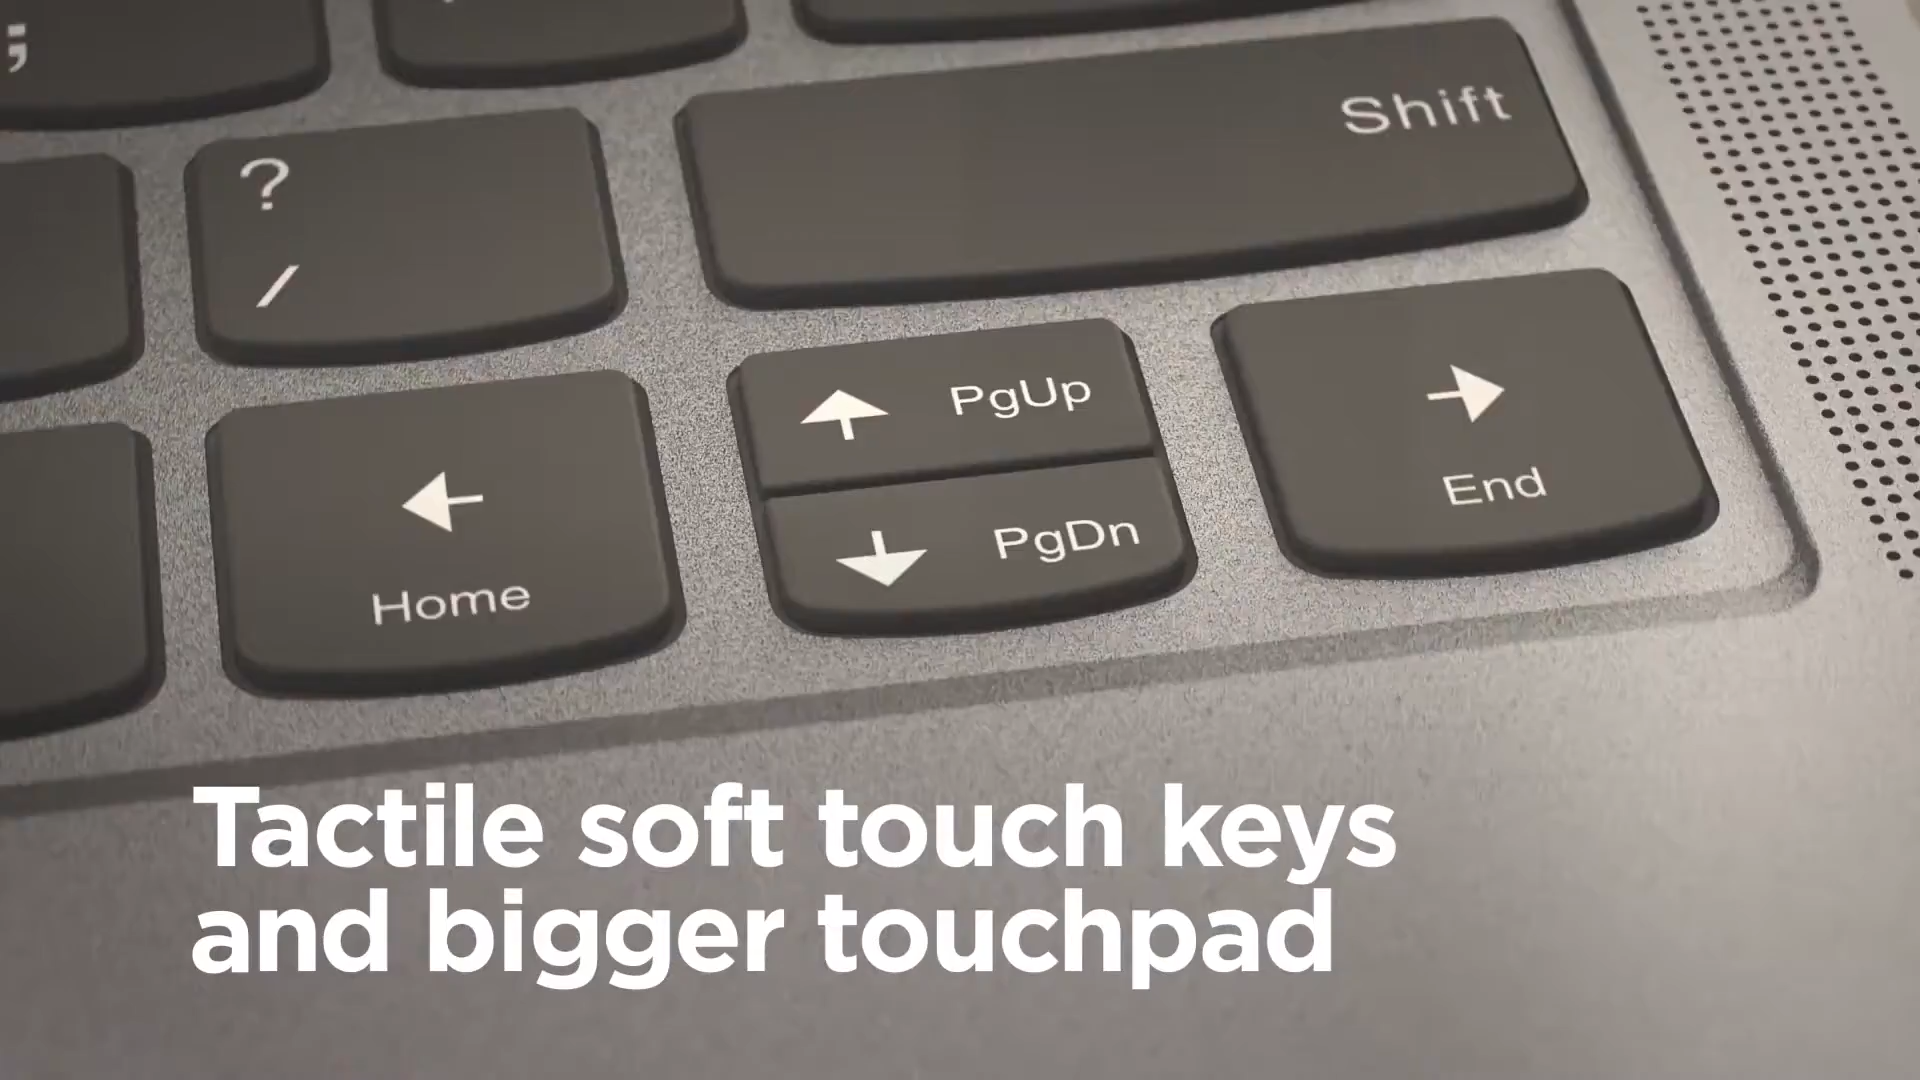 ;
?
/
Shift
PgUp
Home
PgDn
End
Tactile soft touch keys
and bigger touchpad